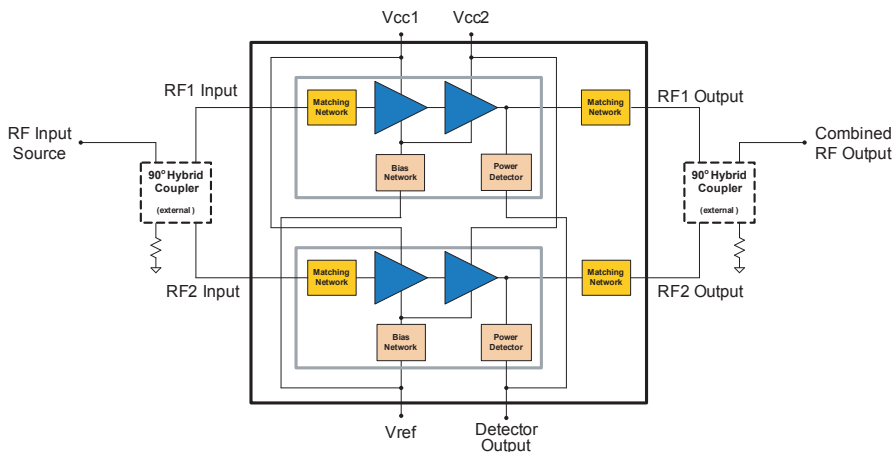 Vcc1
Vcc2
RF1 Input
Matching
Network
Matching
Network
RF1 Output
RF Input
Source
Combined
RF Output
Bias
Network
Power
Detector
90° Hybrid
Coupler
(external )
90° Hybrid
Coupler
(external )
RF2 Input
Matching
Network
Matching
Network
RF2 Output
Bias
Network
Power
Detector
Vref
Detector
Output